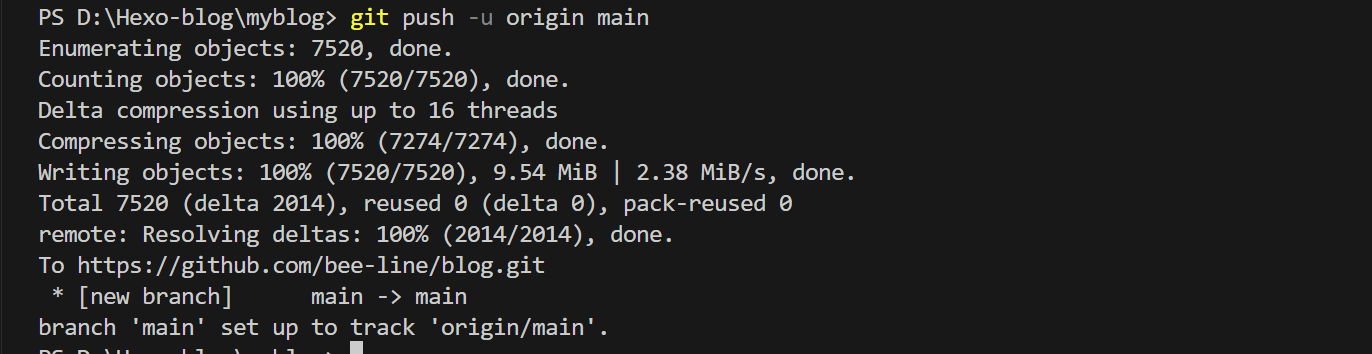 PS D:\Hexo-blog\myblog> git push -u origin main
Enumerating objects: 7520, done.
Counting objects: 100% (7520/7520), done.
Delta compression using up to 16 threads
Compressing objects: 100% (7274/7274), done.
Writing objects: 100% (7520/7520), 9.54 MiB | 2.38 MiB/s, done.
Total 7520 (delta 2014), reused 0 (delta 0), pack-reused 0
remote: Resolving deltas: 100% (2014/2014), done.
To https://github.com/bee-line/blog.git
 * [new branch]      main -> main
branch 'main' set up to track 'origin/main'.